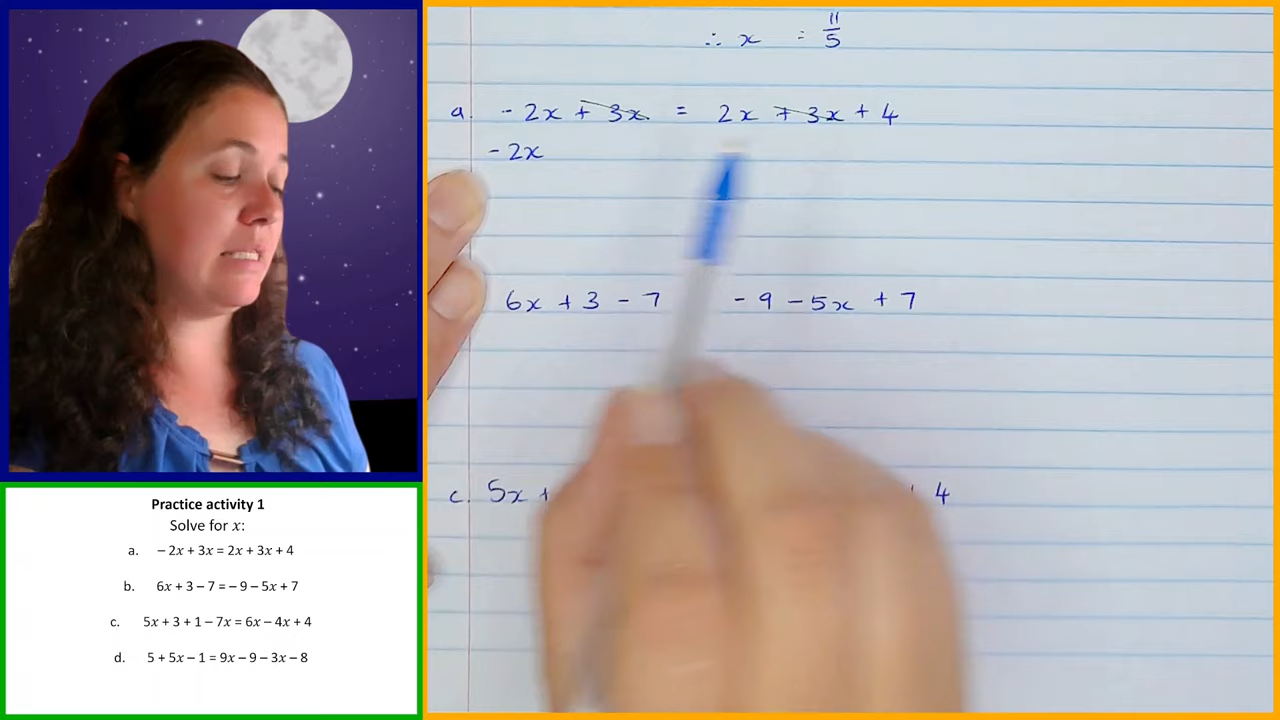 ∴ x = 11/5
a. - 2x + 3x = 2x + 3x + 4
- 2x
6x + 3 - 7 - 9 - 5x + 7
c. 5x + 4
Practice activity 1
Solve for x:
a. – 2x + 3x = 2x + 3x + 4
b. 6x + 3 – 7 = – 9 – 5x + 7
c. 5x + 3 + 1 – 7x = 6x – 4x + 4
d. 5 + 5x – 1 = 9x – 9 – 3x – 8